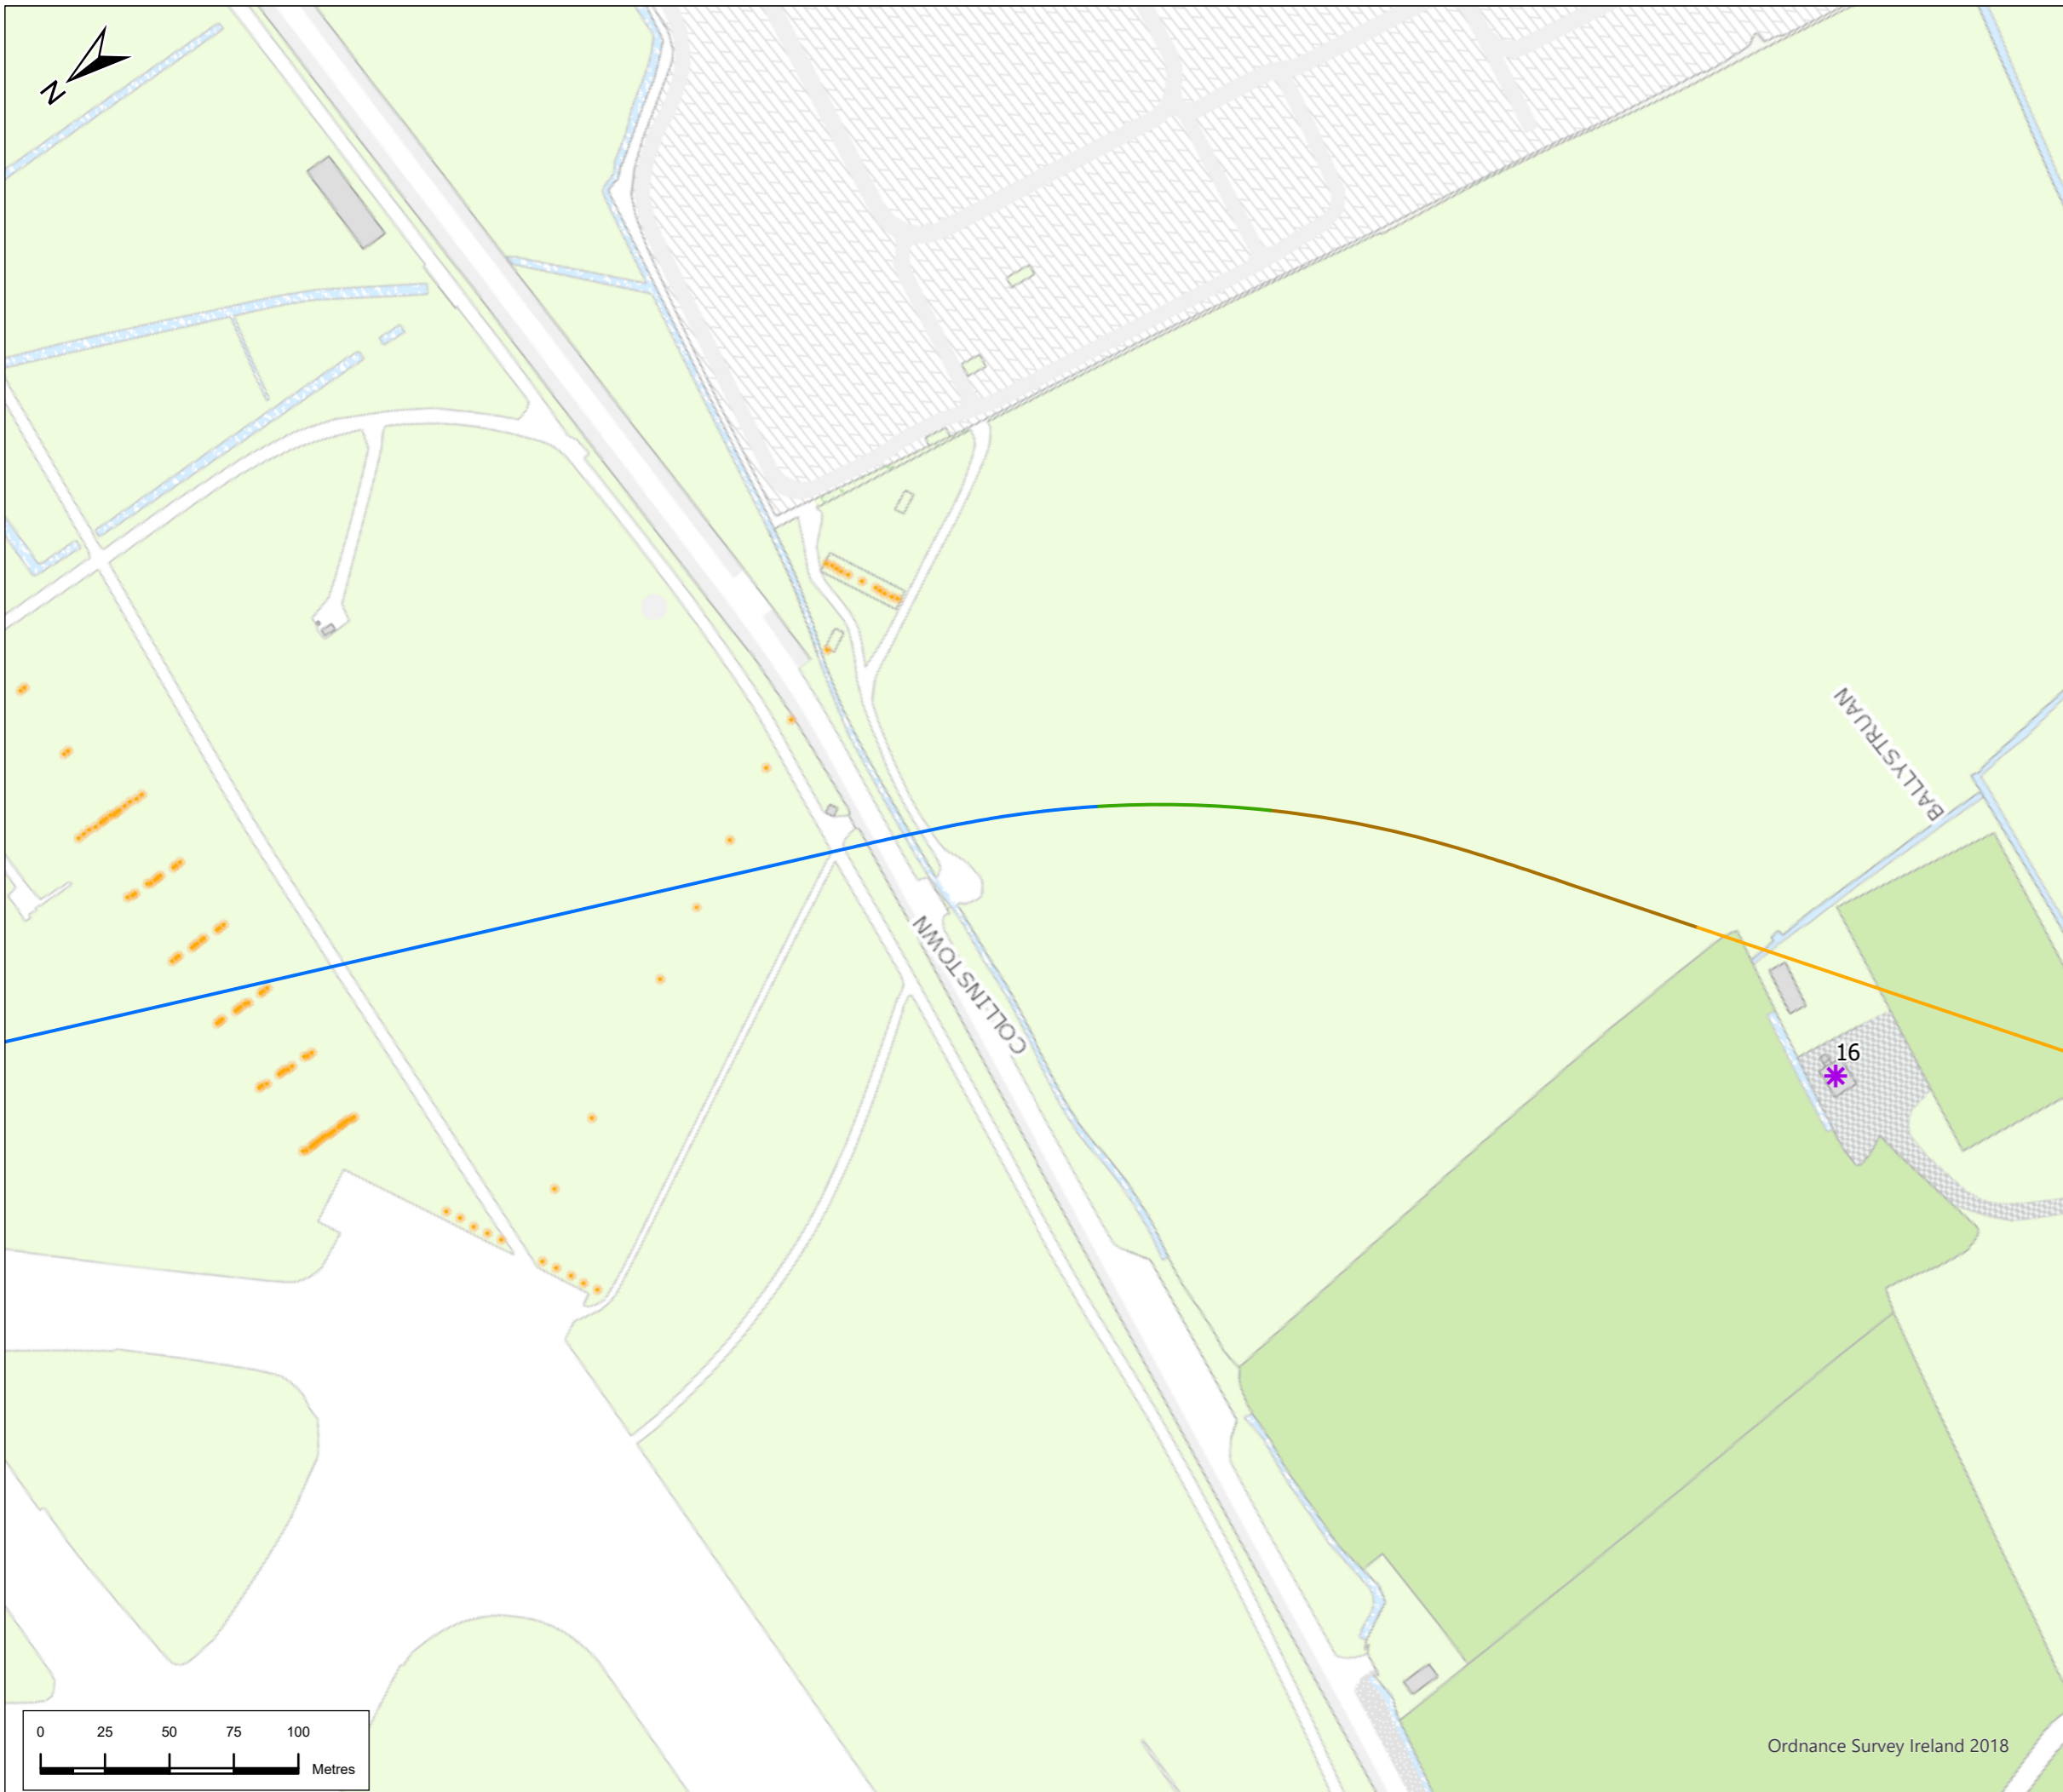 N
BALLYSTRUAN
COLLINSTOWN
16
0 25 50 75 100
Metres
Ordnance Survey Ireland 2018